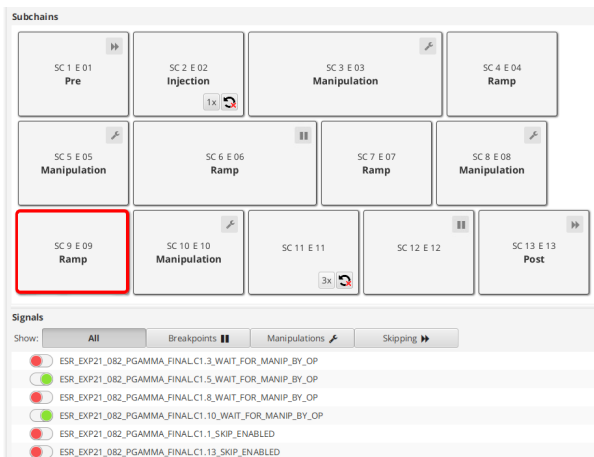 Subchains
SC 1 E 01
Pre
SC 2 E 02
Injection
1x
SC 3 E 03
Manipulation
SC 4 E 04
Ramp
SC 5 E 05
Manipulation
SC 6 E 06
Ramp
SC 7 E 07
Ramp
SC 8 E 08
Manipulation
SC 9 E 09
Ramp
SC 10 E 10
Manipulation
SC 11 E 11
3x
SC 12 E 12
SC 13 E 13
Post
Signals
Show: All Breakpoints Manipulations Skipping
ESR_EXP21_082_PGAMMA_FINAL.C1.3_WAIT_FOR_MANIP_BY_OP
ESR_EXP21_082_PGAMMA_FINAL.C1.5_WAIT_FOR_MANIP_BY_OP
ESR_EXP21_082_PGAMMA_FINAL.C1.8_WAIT_FOR_MANIP_BY_OP
ESR_EXP21_082_PGAMMA_FINAL.C1.10_WAIT_FOR_MANIP_BY_OP
ESR_EXP21_082_PGAMMA_FINAL.C1.1_SKIP_ENABLED
ESR_EXP21_082_PGAMMA_FINAL.C1.13_SKIP_ENABLED